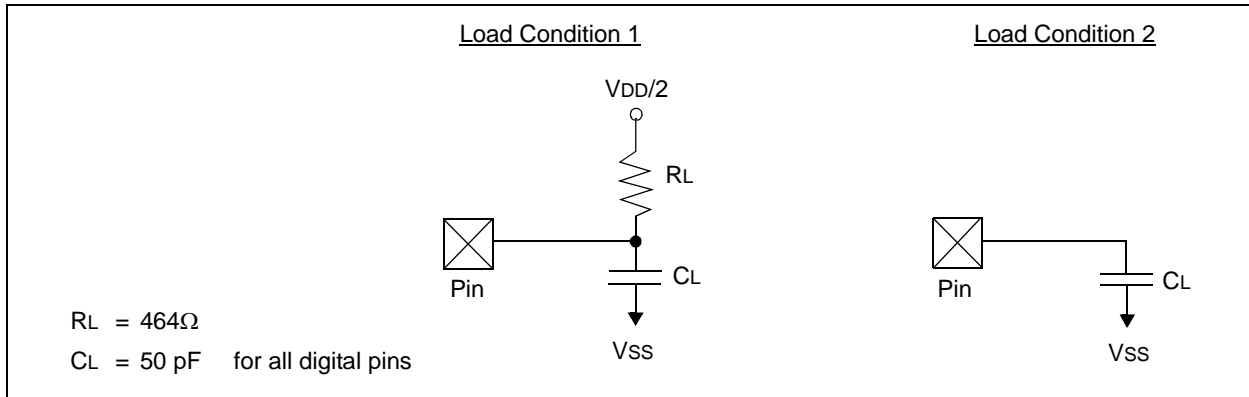 Load Condition 1
VDD/2
RL
Pin
CL
VSS
Load Condition 2
Pin
CL
VSS
RL = 464Ω
CL = 50 pF for all digital pins